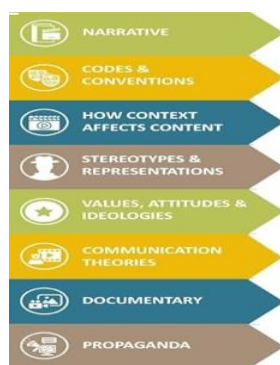 NARRATIVE
CODES &
CONVENTIONS
HOW CONTEXT
AFFECTS CONTENT
STEREOTYPES &
REPRESENTATIONS
VALUES, ATTITUDES &
IDEOLOGIES
COMMUNICATION
THEORIES
DOCUMENTARY
PROPAGANDA